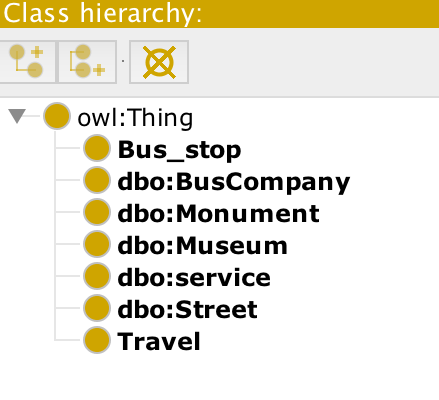 Class hierarchy:
owl:Thing
Bus_stop
dbo:BusCompany
dbo:Monument
dbo:Museum
dbo:service
dbo:Street
Travel